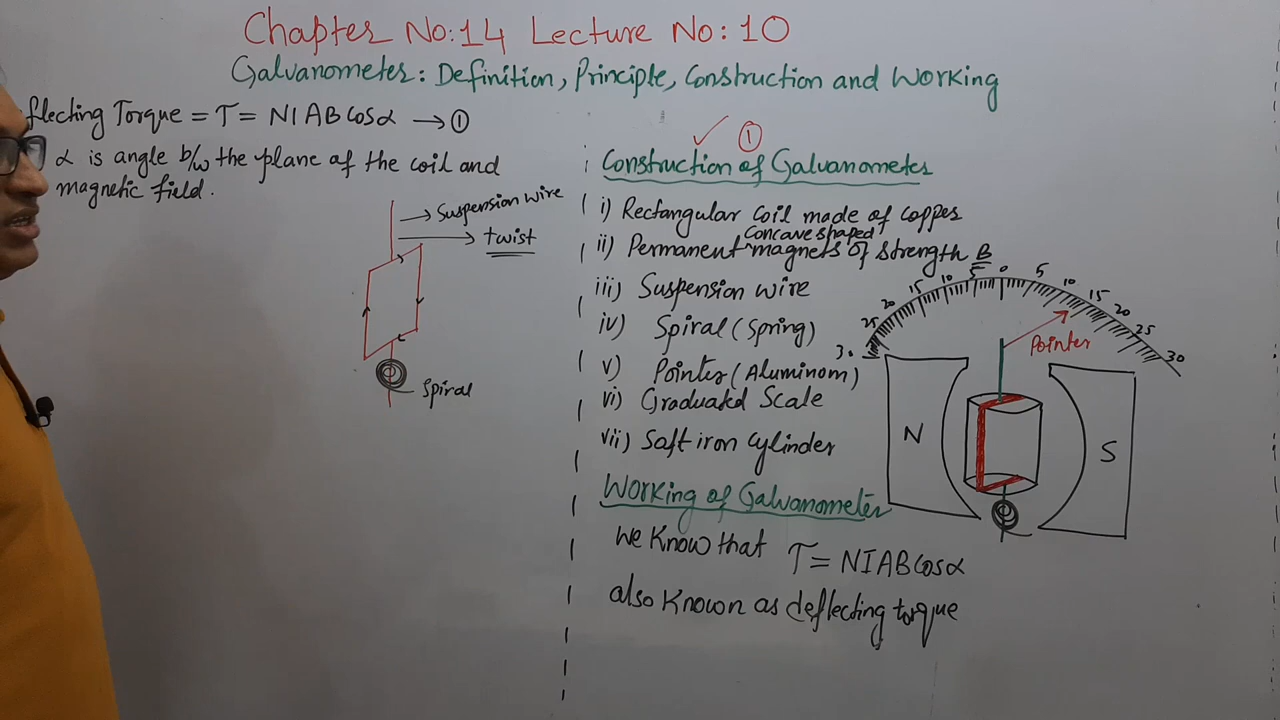 Chapter No:14 Lecture No:10
Galvanometer: Definition, Principle, Construction and Working
flecting Torque = τ = NIABCosα → ①
α is angle b/w the plane of the coil and
magnetic field.
→ Suspension wire
→ twist
Spiral
✓ ①
Construction of Galvanometer
i) Rectangular Coil made of Copper
Concave shaped
ii) Permanent ^ magnets of strength B
iii) Suspension wire
iv) Spiral (Spring)
v) Pointer (Aluminom)
vi) Graduated Scale
vii) Saft iron Cylinder
Working of Galvanometer
We Know that τ = NIABCosα
also Known as deflecting torque
30 25 20 15 10 5 0 5 10 15 20 25 30
Pointer
N
S